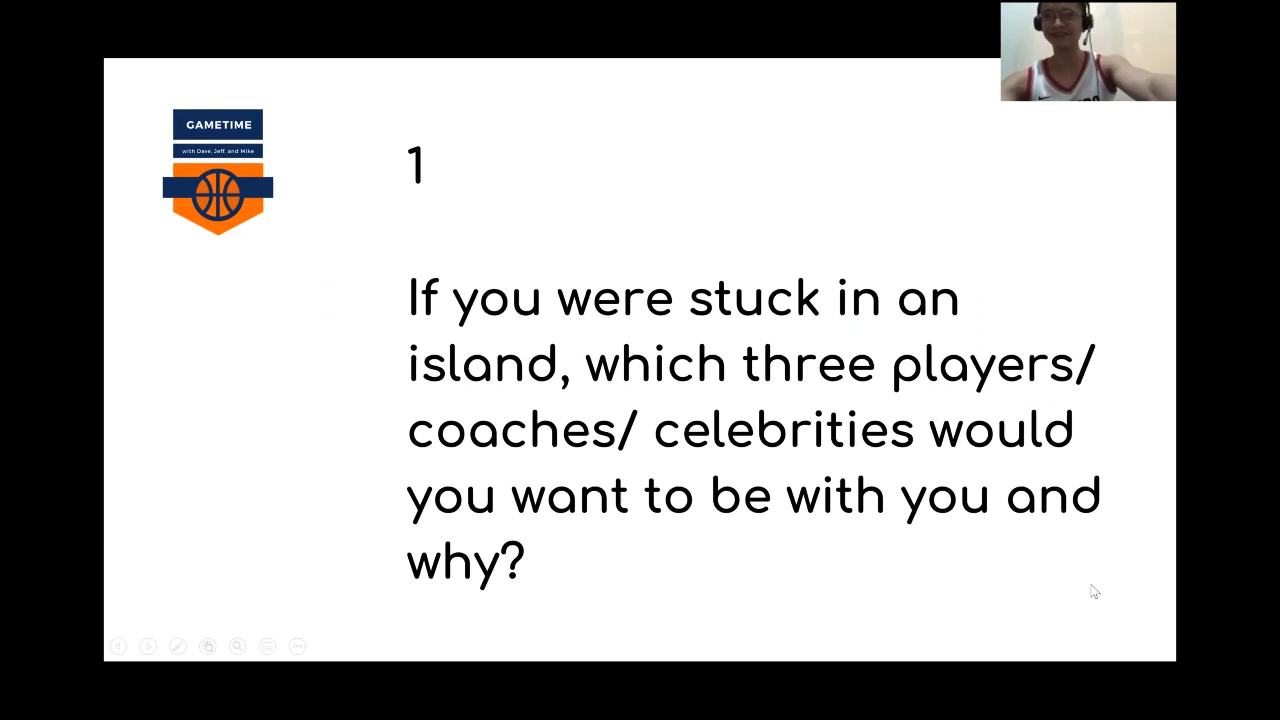 GAMETIME
with Dave, Jeff, and Mike
1
If you were stuck in an
island, which three players/
coaches/ celebrities would
you want to be with you and
why?